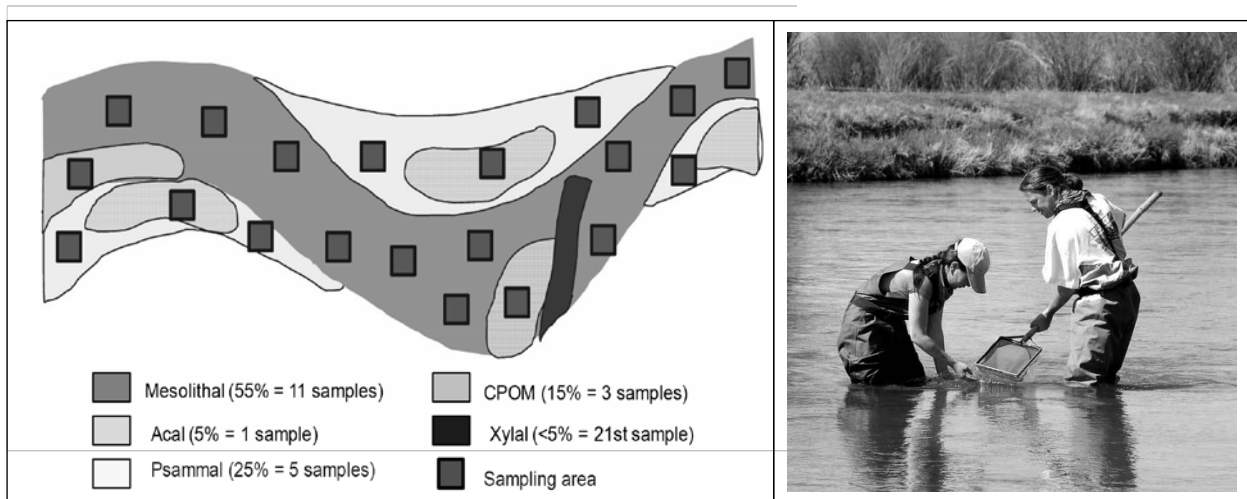 Mesolithal (55% = 11 samples)
CPOM (15% = 3 samples)
Acal (5% = 1 sample)
Xylal (<5% = 21st sample)
Psammal (25% = 5 samples)
Sampling area